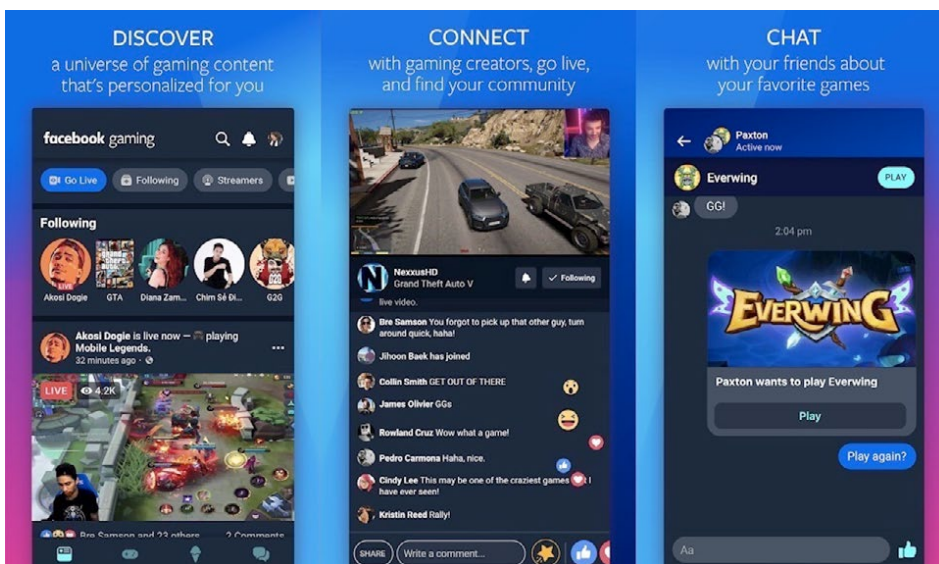 DISCOVER
a universe of gaming content
that's personalized for you
facebook gaming
Go Live
Following
Streamers
Following
LIVE
Akosi Dogie
GTA
Diana Zam...
Chim Sẻ Đi...
G2G
Akosi Dogie is live now — 🎮 playing
Mobile Legends.
32 minutes ago ·
LIVE
4.2K
Bre Samson and 23 others
2 Comments
CONNECT
with gaming creators, go live,
and find your community
NexxusHD
Grand Theft Auto V
Following
live video.
Bre Samson You forgot to pick up that other guy, turn
around quick, haha!
Jihoon Baek has joined
Collin Smith GET OUT OF THERE
James Olivier GGs
Rowland Cruz Wow what a game!
Pedro Carmona Haha, nice.
Cindy Lee This may be one of the craziest games
have ever seen!
Kristin Reed Rally!
SHARE
Write a comment...
CHAT
with your friends about
your favorite games
Paxton
Active now
Everwing
PLAY
GG!
2:04 pm
EVERWING
Paxton wants to play Everwing
Play
Play again?
Aa